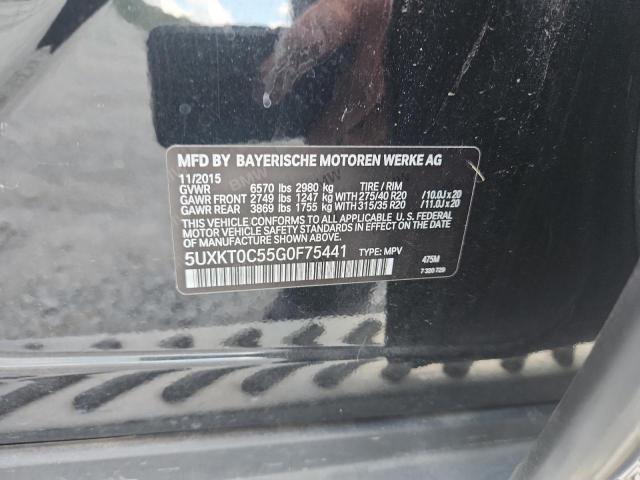 MFD BY BAYERISCHE MOTOREN WERKE AG
11/2015
GVWR 6570 lbs 2980 kg TIRE / RIM
GAWR FRONT 2749 lbs 1247 kg WITH 275/40 R20 /10.0J x 20
GAWR REAR 3869 lbs 1755 kg WITH 315/35 R20 /11.0J x 20
THIS VEHICLE CONFORMS TO ALL APPLICABLE U. S. FEDERAL
MOTOR VEHICLE SAFETY STANDARDS IN EFFECT ON THE DATE
OF MANUFACTURE SHOWN ABOVE.
5UXKT0C55G0F75441 TYPE: MPV 475M
7 320 729